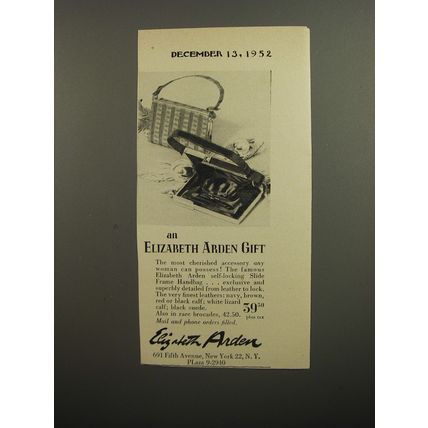 DECEMBER 13, 1952
an
ELIZABETH ARDEN GIFT
The most cherished accessory any
woman can possess! The famous
Elizabeth Arden self-locking Slide
Frame Handbag . . . exclusive and
superbly detailed from leather to lock.
The very finest leathers; navy, brown,
red or black calf; white lizard
calf; black suede. 39.50
Also in rare brocades, 42.50. plus tax
Mail and phone orders filled.
Elizabeth Arden
691 Fifth Avenue, New York 22, N. Y.
PLaza 9-2940